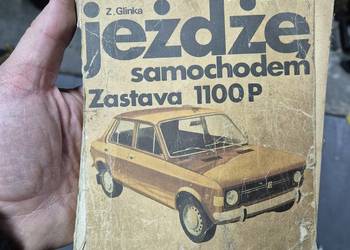 Z. Glinka
jeżdżę
samochodem
Zastava 1100 P